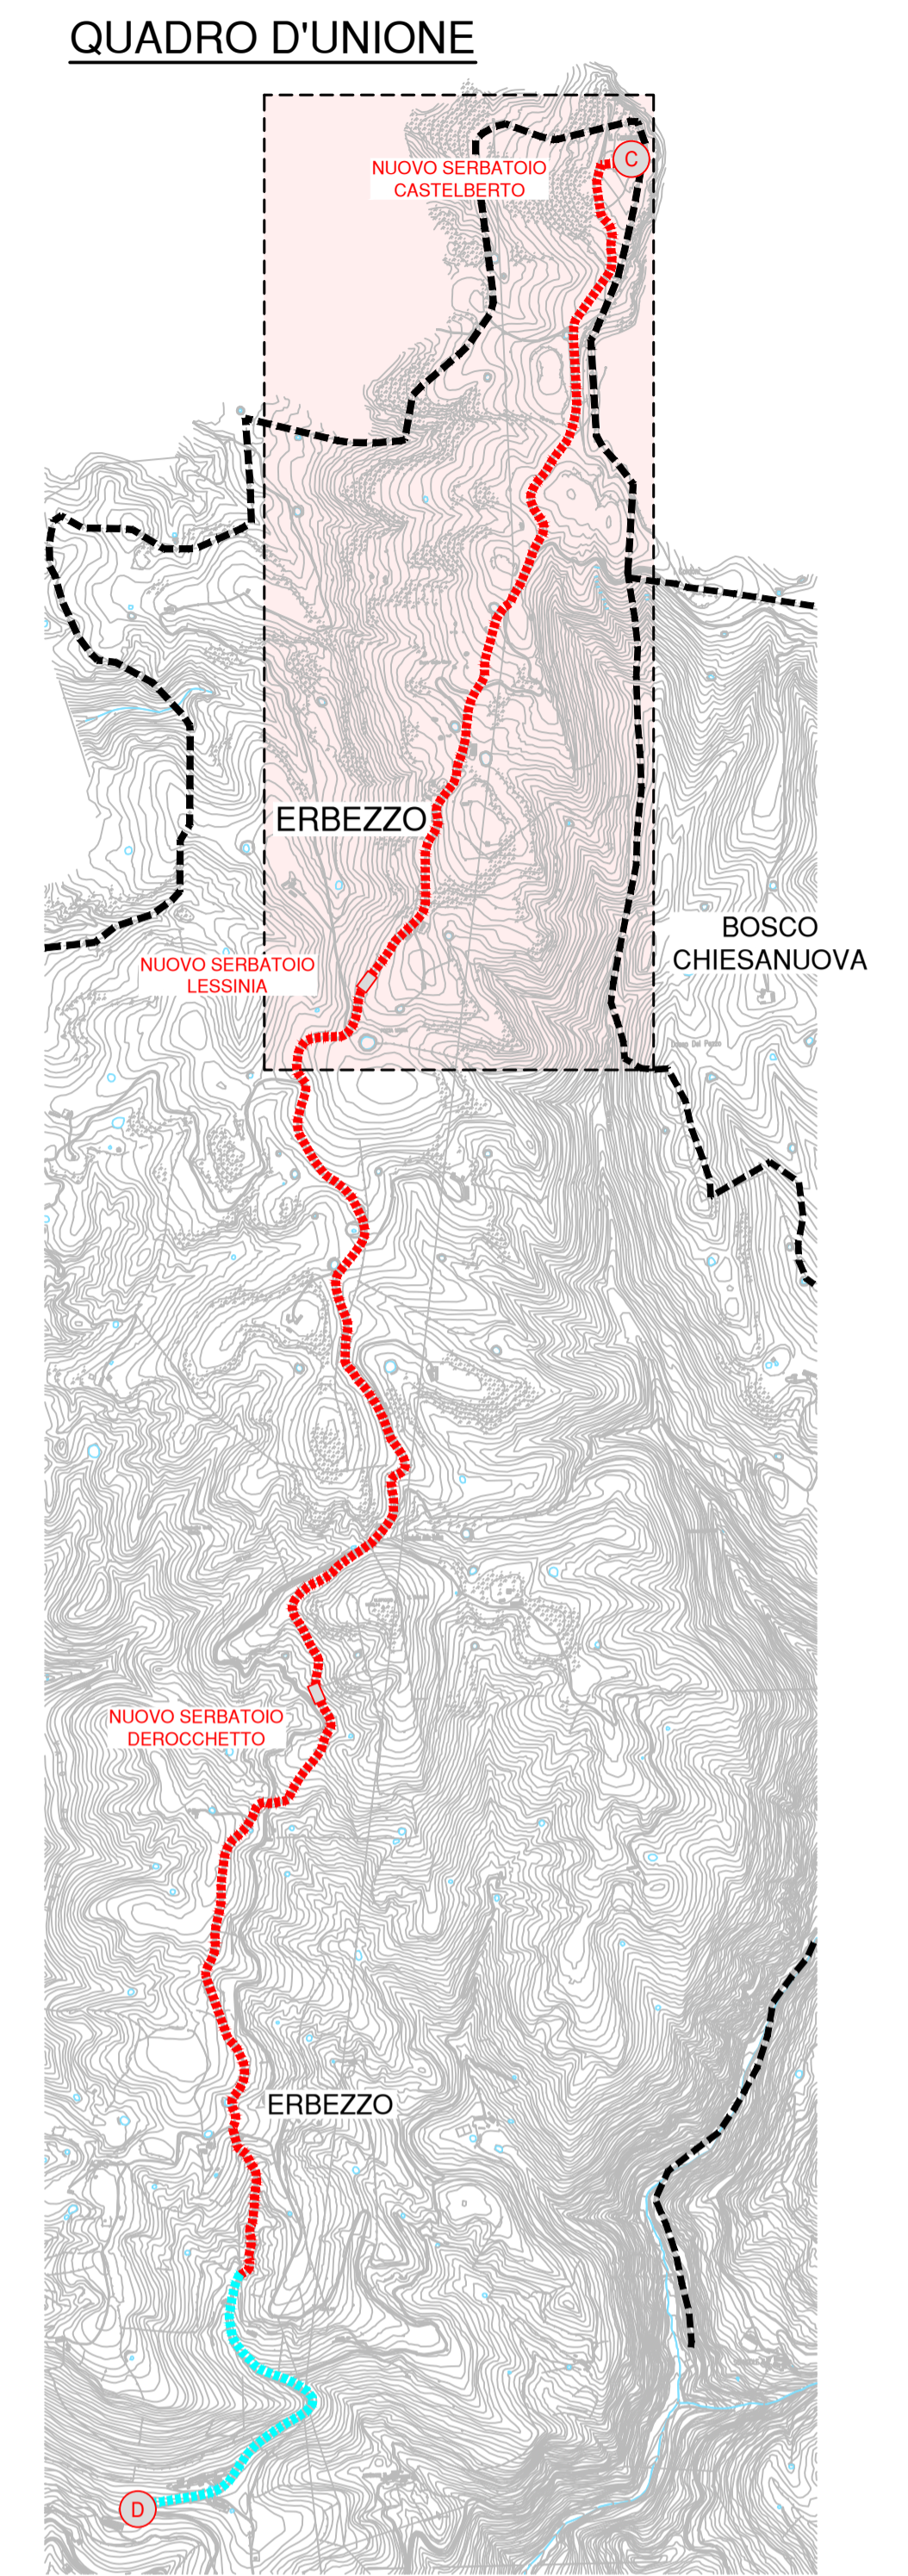 QUADRO D'UNIONE
C
NUOVO SERBATOIO
CASTELBERTO
ERBEZZO
BOSCO
CHIESANUOVA
NUOVO SERBATOIO
LESSINIA
NUOVO SERBATOIO
DEROCCHETTO
ERBEZZO
D